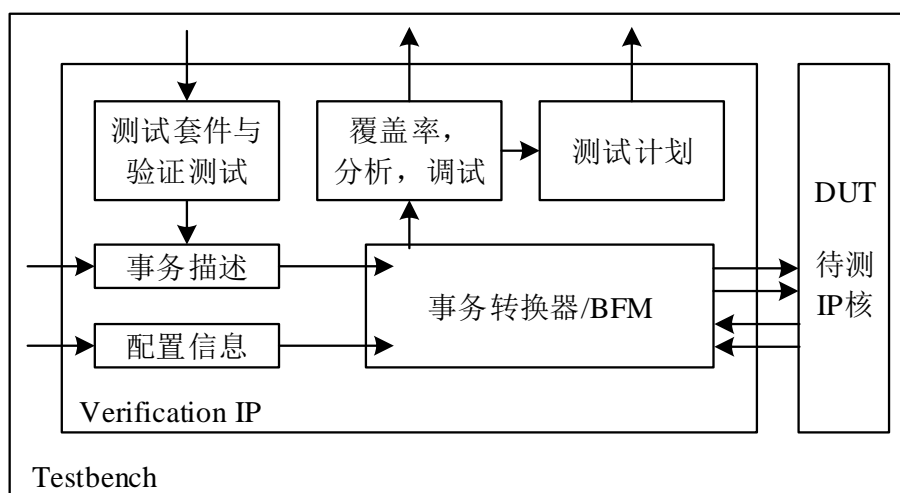 测试套件与
验证测试
覆盖率，
分析，调试
测试计划
DUT
待测
IP核
事务描述
事务转换器/BFM
配置信息
Verification IP
Testbench